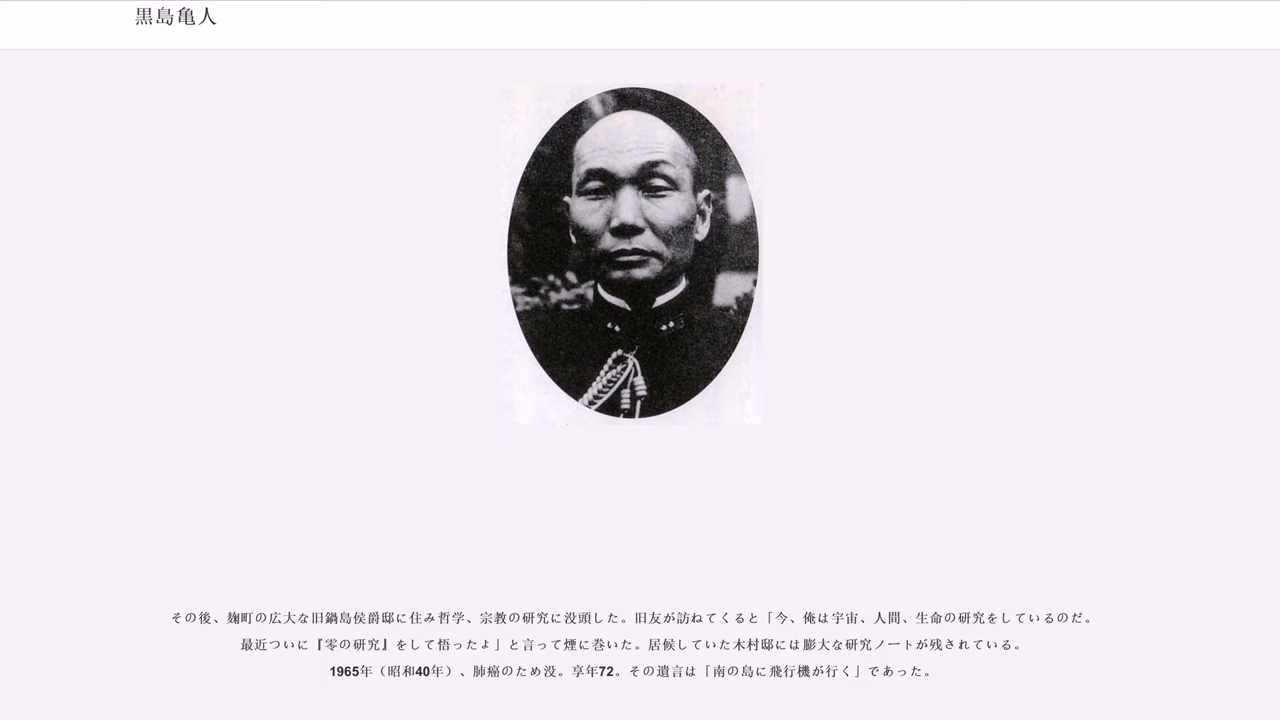 黒島亀人
その後、麹町の広大な旧鍋島侯爵邸に住み哲学、宗教の研究に没頭した。旧友が訪ねてくると「今、俺は宇宙、人間、生命の研究をしているのだ。
最近ついに『零の研究』をして悟ったよ」と言って煙に巻いた。居候していた木村邸には膨大な研究ノートが残されている。
1965年（昭和40年）、肺癌のため没。享年72。その遺言は「南の島に飛行機が行く」であった。